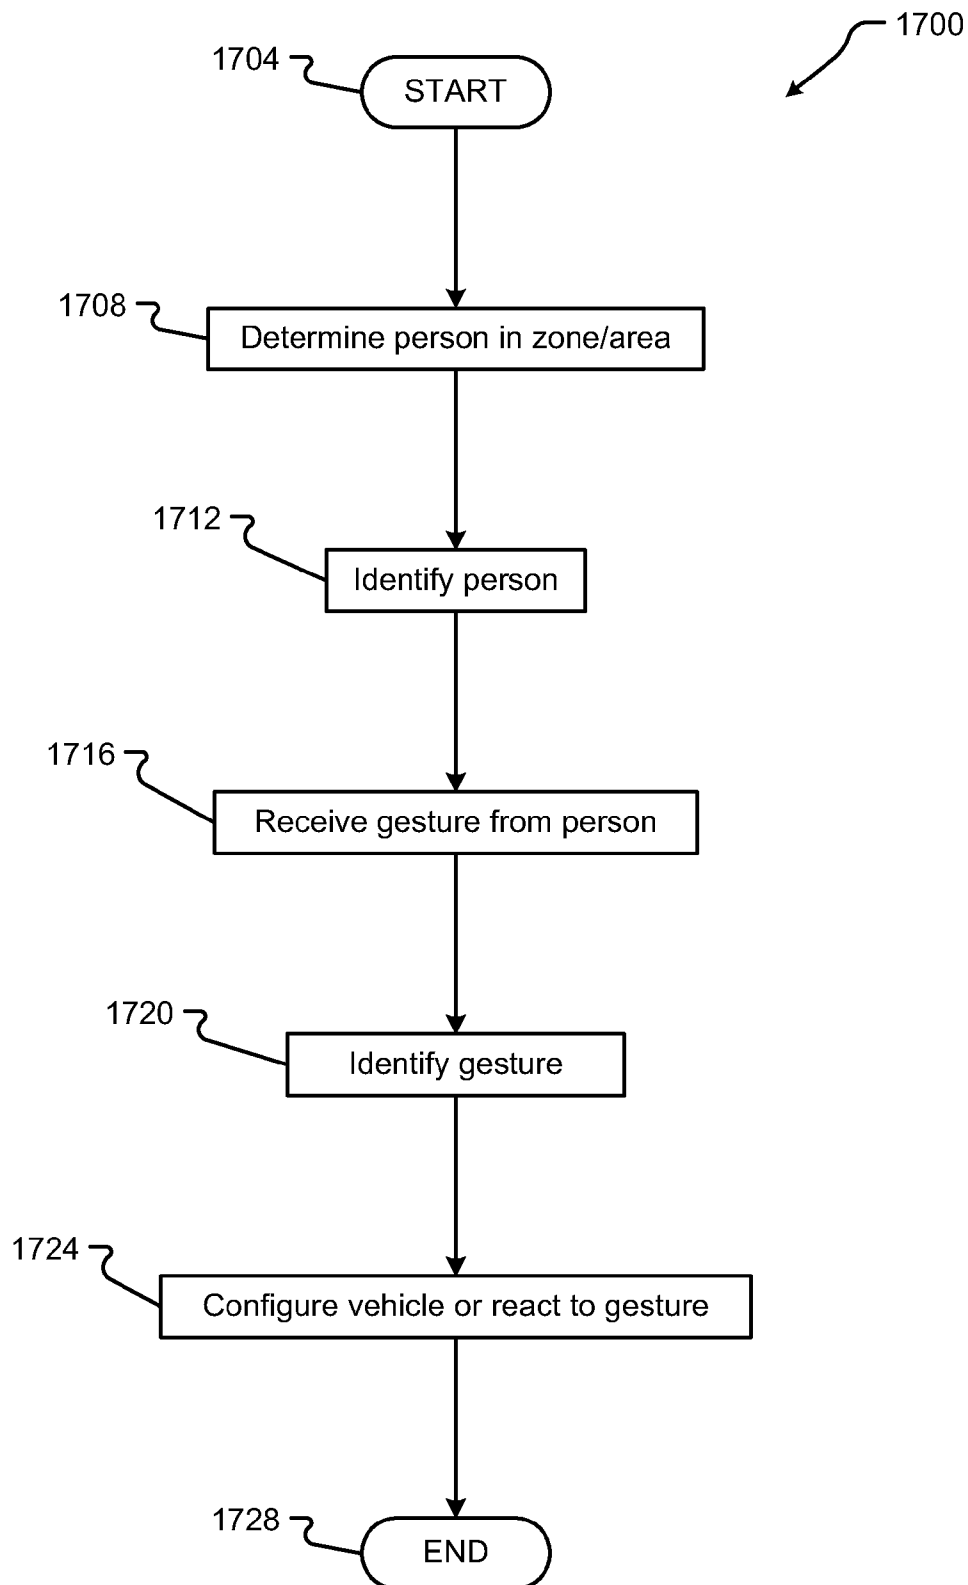 1700
1704
START
1708
Determine person in zone/area
1712
Identify person
1716
Receive gesture from person
1720
Identify gesture
1724
Configure vehicle or react to gesture
1728
END